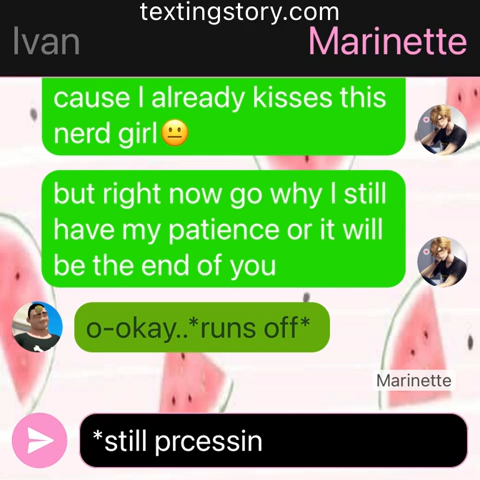 textingstory.com
Ivan
Marinette
cause I already kisses this
nerd girl😐
but right now go why I still
have my patience or it will
be the end of you
o-okay..*runs off*
Marinette
*still prcessin